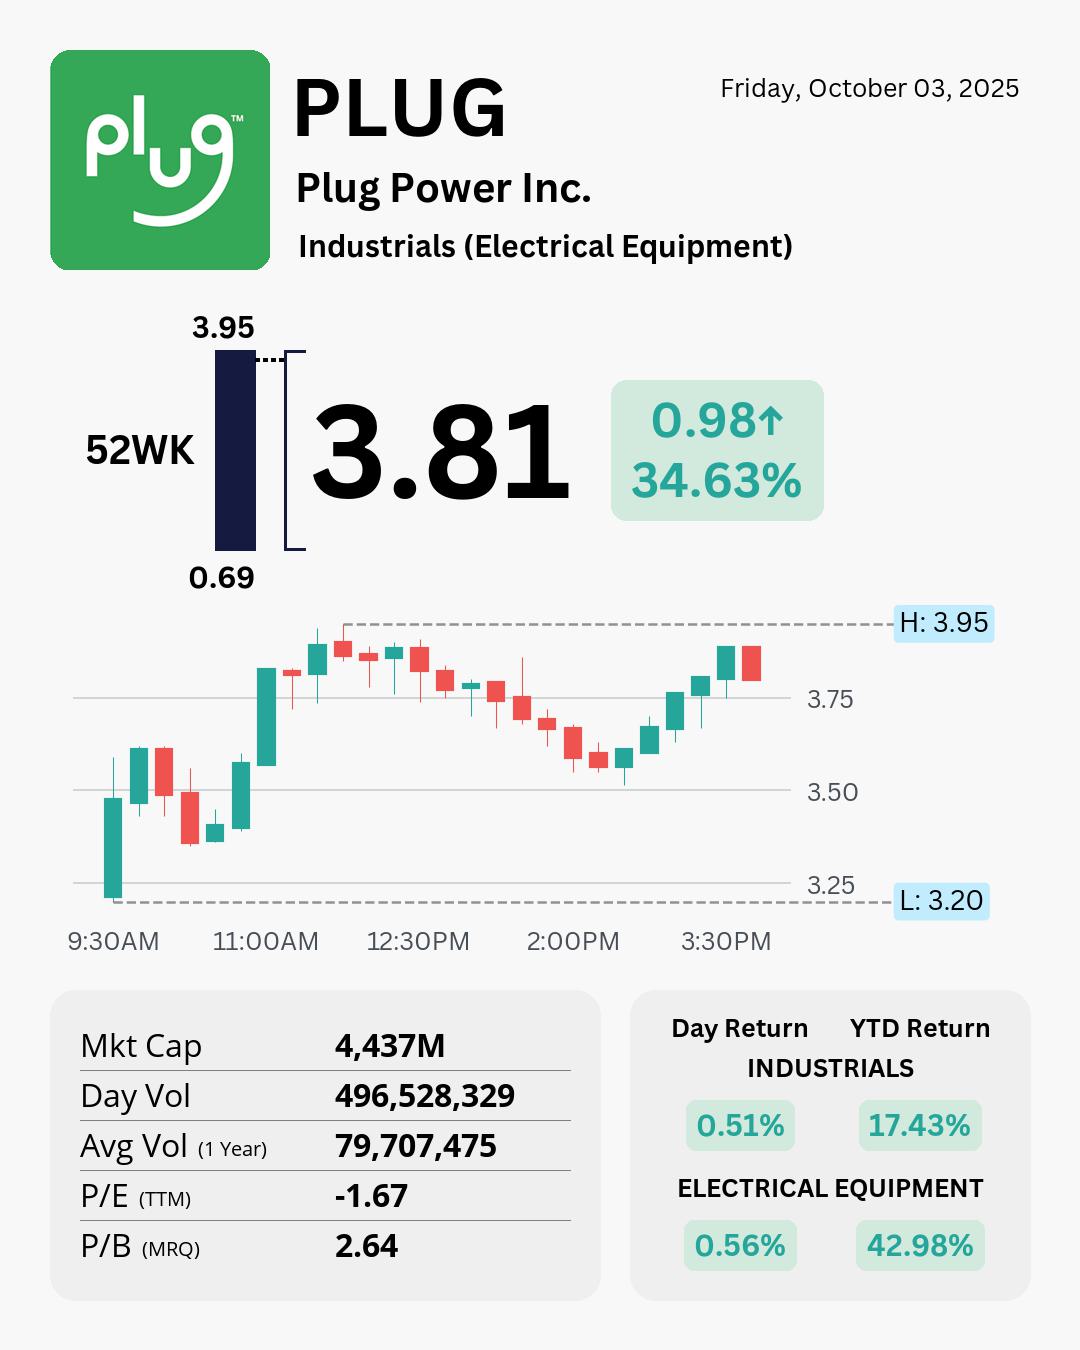 plug™
PLUG
Friday, October 03, 2025
Plug Power Inc.
Industrials (Electrical Equipment)
3.95
52WK
0.69
3.81
0.98↑
34.63%
H: 3.95
3.75
3.50
3.25
L: 3.20
9:30AM 11:00AM 12:30PM 2:00PM 3:30PM
Mkt Cap 4,437M
Day Vol 496,528,329
Avg Vol (1 Year) 79,707,475
P/E (TTM) -1.67
P/B (MRQ) 2.64
Day Return YTD Return
INDUSTRIALS
0.51% 17.43%
ELECTRICAL EQUIPMENT
0.56% 42.98%